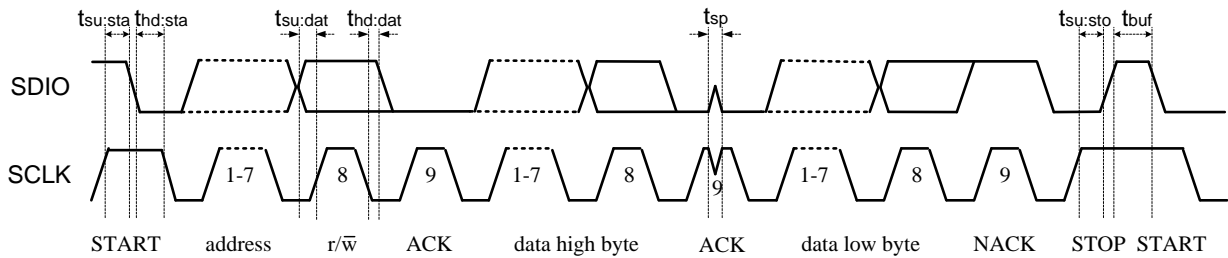 tsu:sta thd:sta tsu:dat thd:dat tsp tsu:sto tbuf
SDIO
SCLK 1-7 8 9 1-7 8 9 1-7 8 9
START address r/w̅ ACK data high byte ACK data low byte NACK STOP START